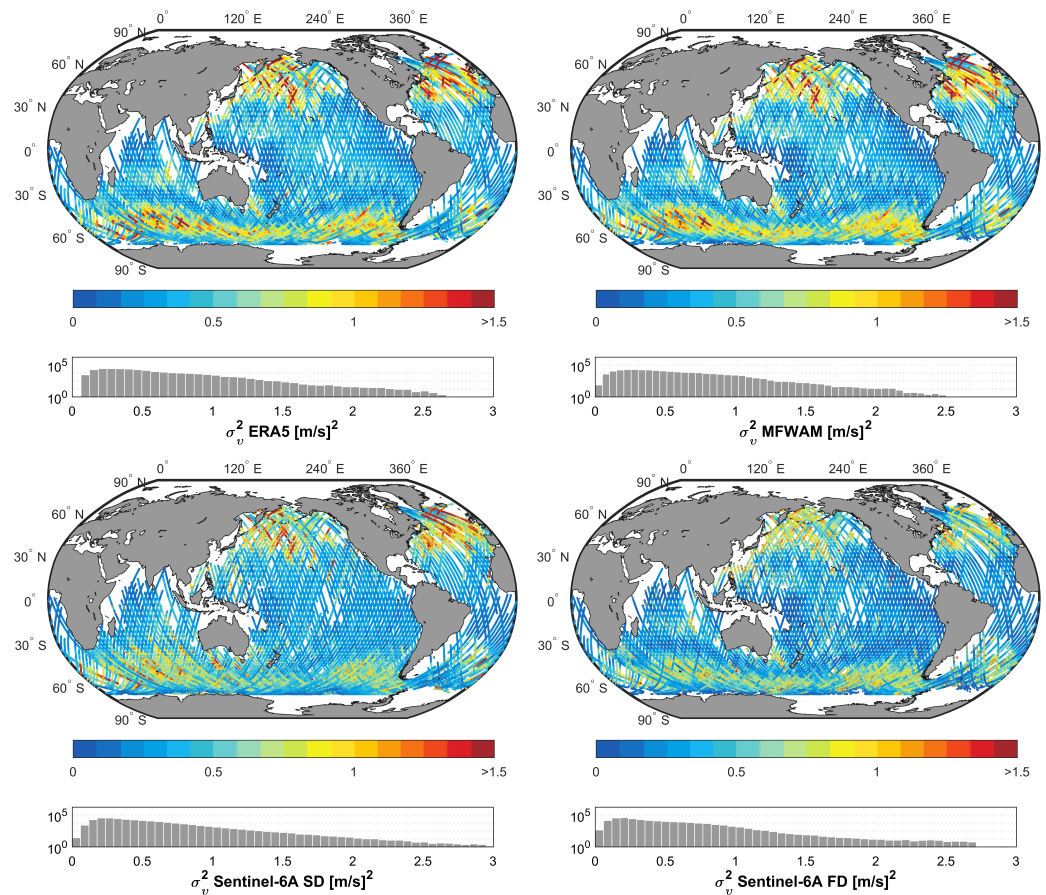 0° 120° E 240° E 360° E
90° N
60° N
30° N
0°
30° S
60° S
90° S
0 0.5 1 >1.5
10^5
10^0
0 0.5 1 1.5 2 2.5 3
σ_v^2 ERA5 [m/s]^2
0° 120° E 240° E 360° E
90° N
60° N
30° N
0°
30° S
60° S
90° S
0 0.5 1 >1.5
10^5
10^0
0 0.5 1 1.5 2 2.5 3
σ_v^2 MFWAM [m/s]^2
0° 120° E 240° E 360° E
90° N
60° N
30° N
0°
30° S
60° S
90° S
0 0.5 1 >1.5
10^5
10^0
0 0.5 1 1.5 2 2.5 3
σ_v^2 Sentinel-6A SD [m/s]^2
0° 120° E 240° E 360° E
90° N
60° N
30° N
0°
30° S
60° S
90° S
0 0.5 1 >1.5
10^5
10^0
0 0.5 1 1.5 2 2.5 3
σ_v^2 Sentinel-6A FD [m/s]^2